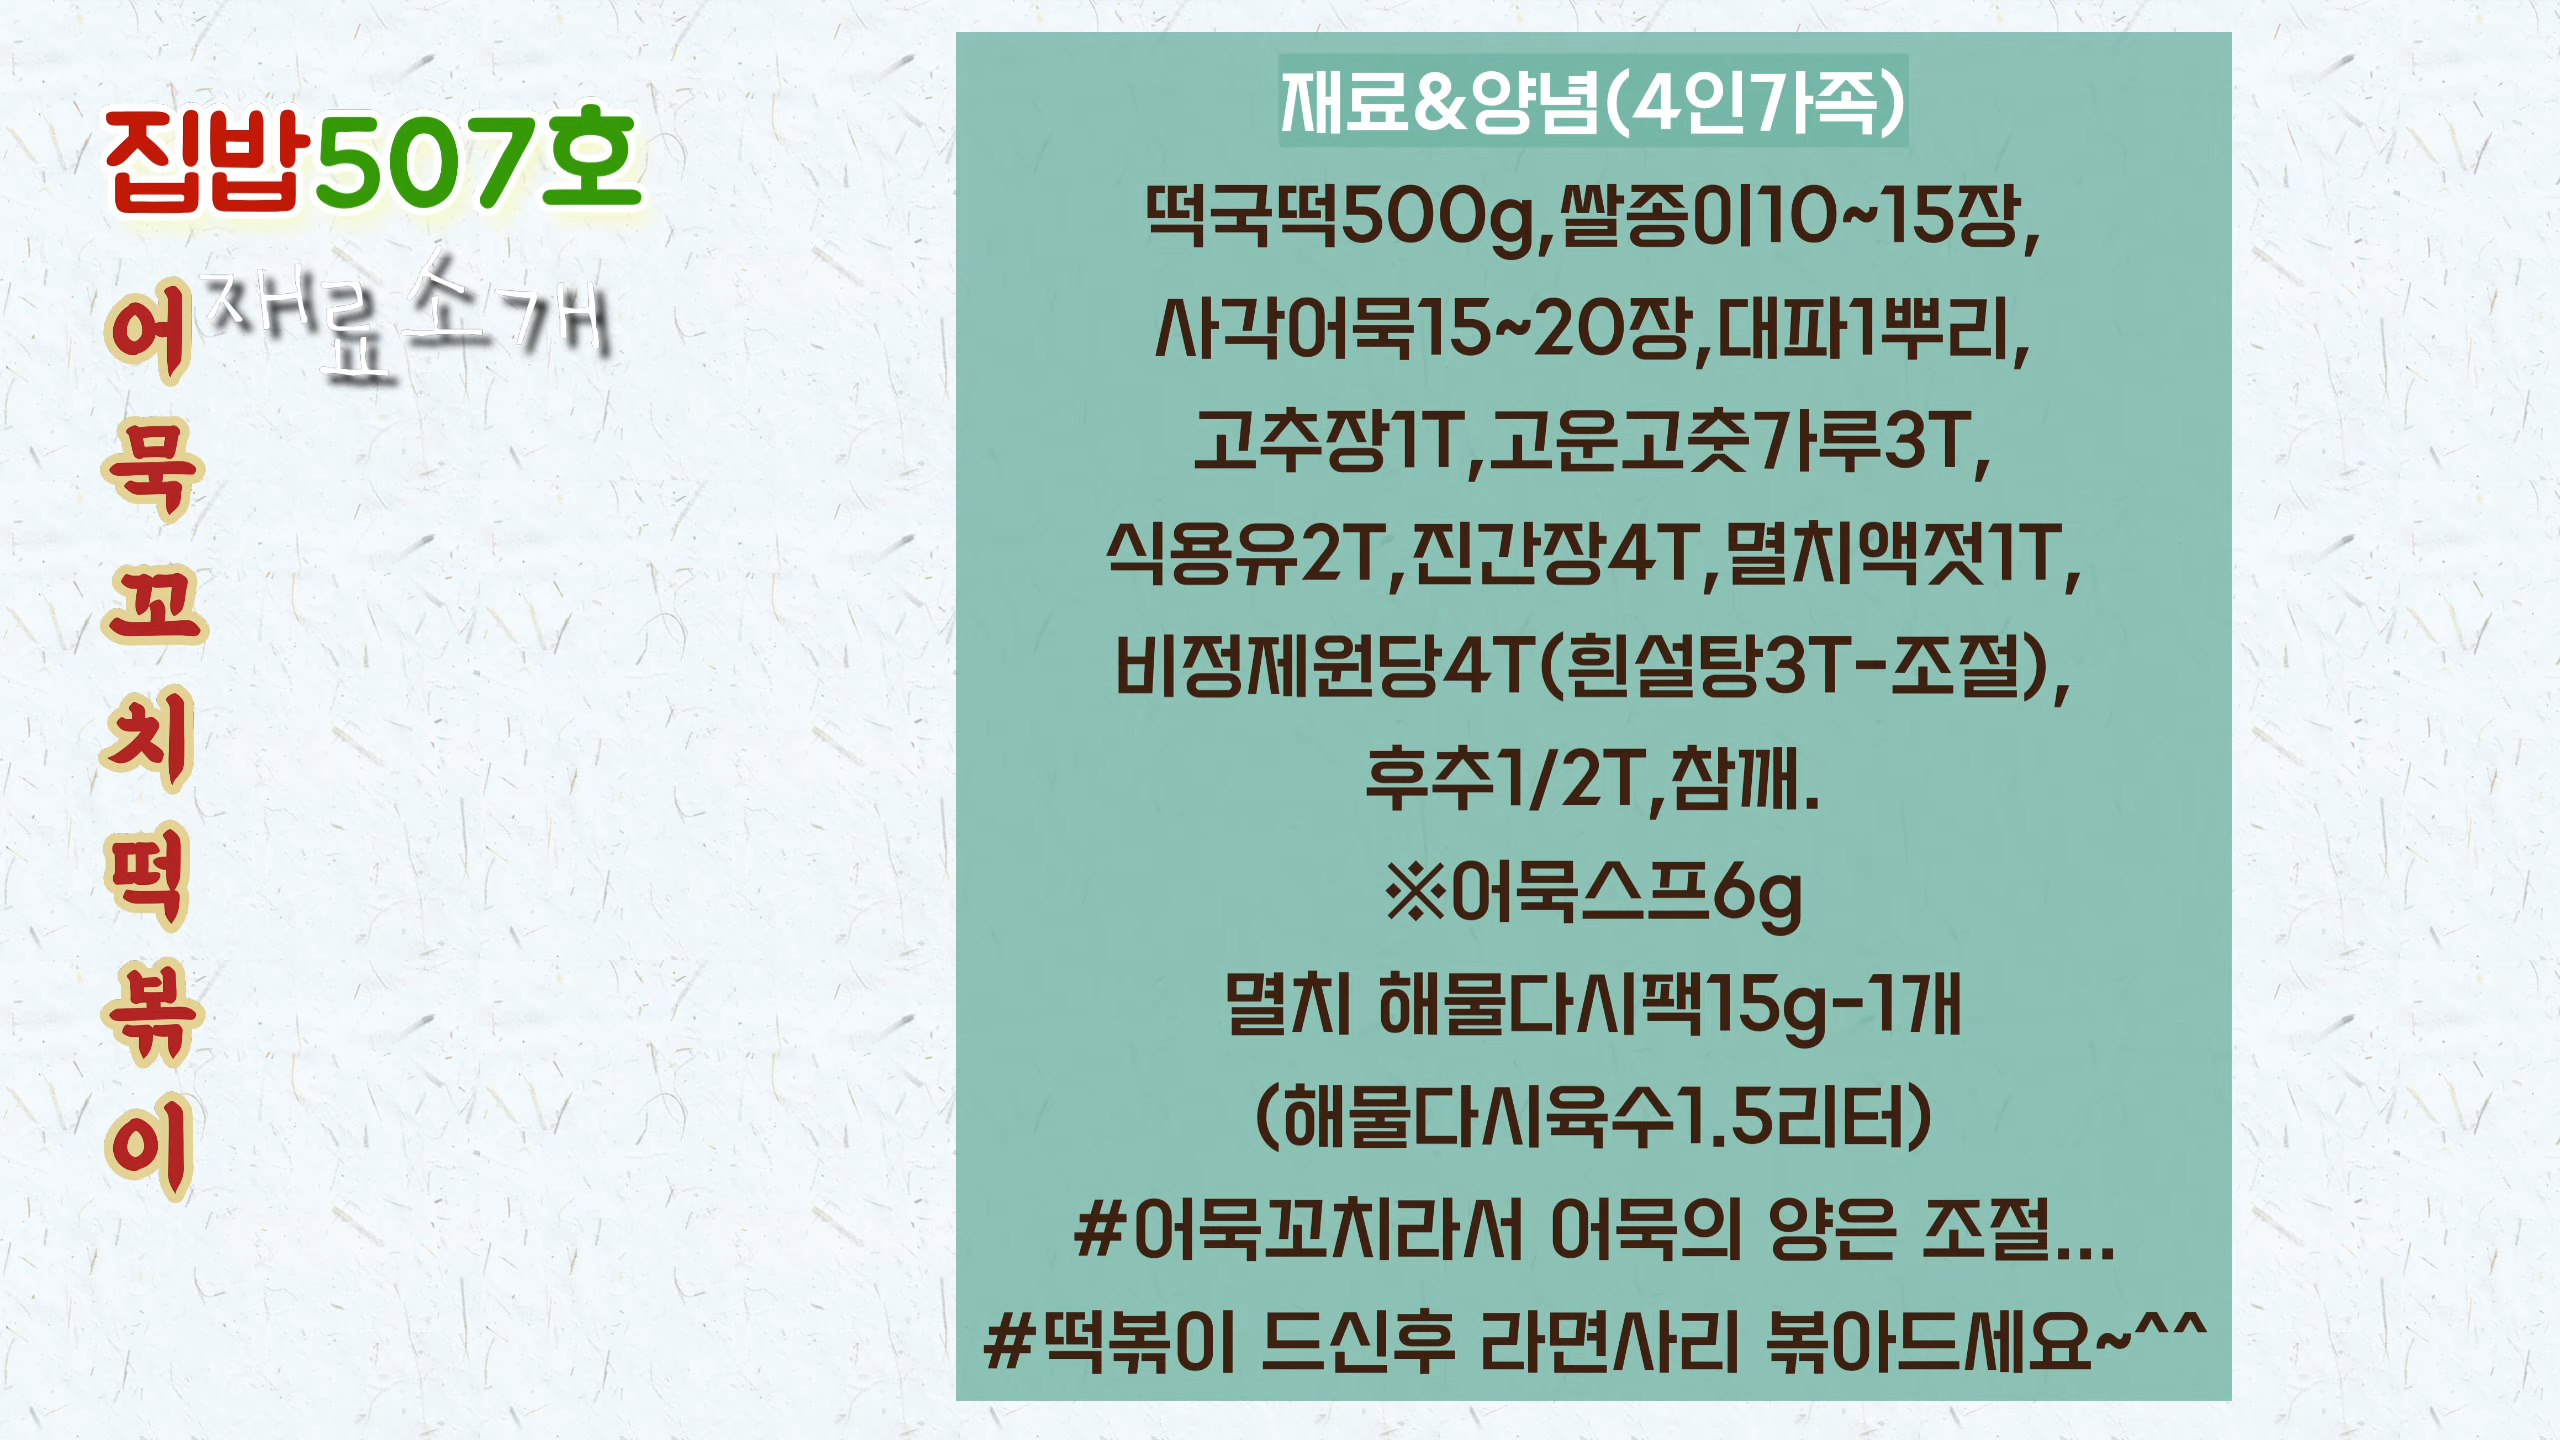 집밥507호
재료소개
어묵꼬치떡볶이
재료&양념(4인가족)
떡국떡500g,쌀종이10~15장,
사각어묵15~20장,대파1뿌리,
고추장1T,고운고춧가루3T,
식용유2T,진간장4T,멸치액젓1T,
비정제원당4T(흰설탕3T-조절),
후추1/2T,참깨.
※어묵스프6g
멸치 해물다시팩15g-1개
(해물다시육수1.5리터)
#어묵꼬치라서 어묵의 양은 조절...
#떡볶이 드신후 라면사리 볶아드세요~^^